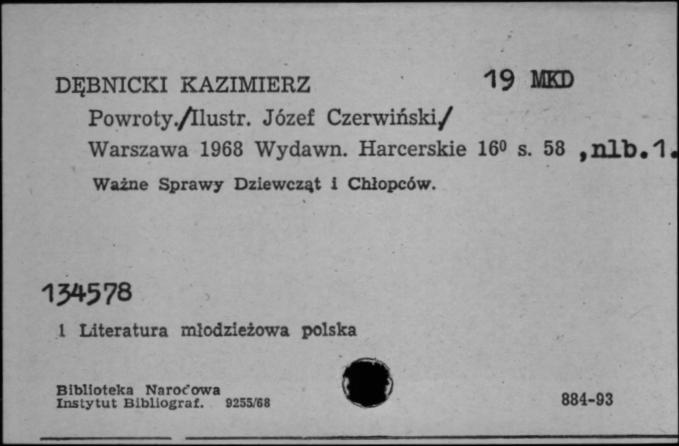 DĘBNICKI KAZIMIERZ 19 MKD
Powroty./Ilustr. Józef Czerwiński/
Warszawa 1968 Wydawn. Harcerskie 16⁰ s. 58 ,nlb.1.
Ważne Sprawy Dziewcząt i Chłopców.
134578
1 Literatura młodzieżowa polska
Biblioteka Narodowa
Instytut Bibliograf. 9255/68
884-93